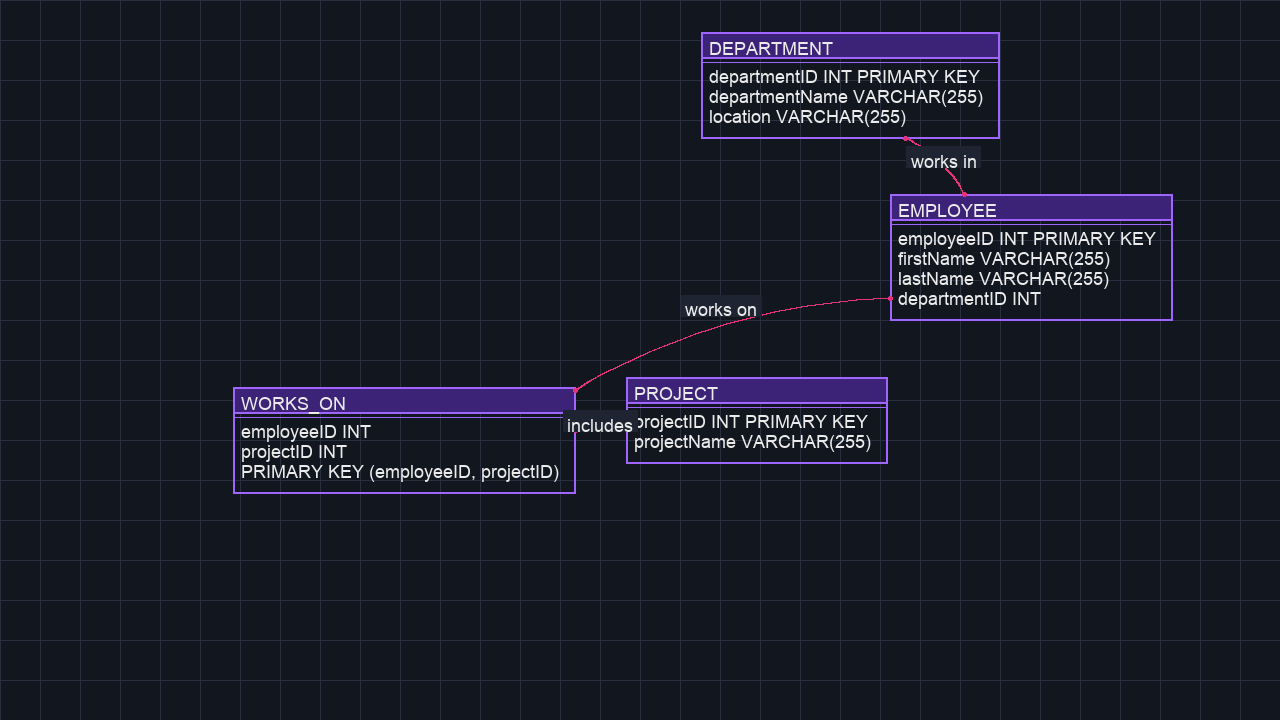 DEPARTMENT
departmentID INT PRIMARY KEY
departmentName VARCHAR(255)
location VARCHAR(255)
works in
EMPLOYEE
employeeID INT PRIMARY KEY
firstName VARCHAR(255)
lastName VARCHAR(255)
departmentID INT
works on
WORKS_ON
employeeID INT
projectID INT
PRIMARY KEY (employeeID, projectID)
includes
PROJECT
projectID INT PRIMARY KEY
projectName VARCHAR(255)